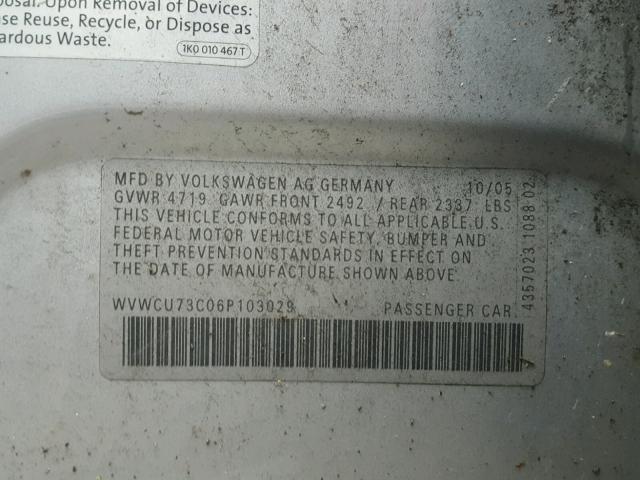 posal. Upon Removal of Devices:
se Reuse, Recycle, or Dispose as
ardous Waste.
1K0 010 467 T
MFD BY VOLKSWAGEN AG GERMANY 10/05
GVWR 4719 GAWR FRONT 2492 / REAR 2337 LBS
THIS VEHICLE CONFORMS TO ALL APPLICABLE U.S.
FEDERAL MOTOR VEHICLE SAFETY, BUMPER AND
THEFT PREVENTION STANDARDS IN EFFECT ON
THE DATE OF MANUFACTURE SHOWN ABOVE.
WVWCU73C06P103029 PASSENGER CAR
435702311088 02